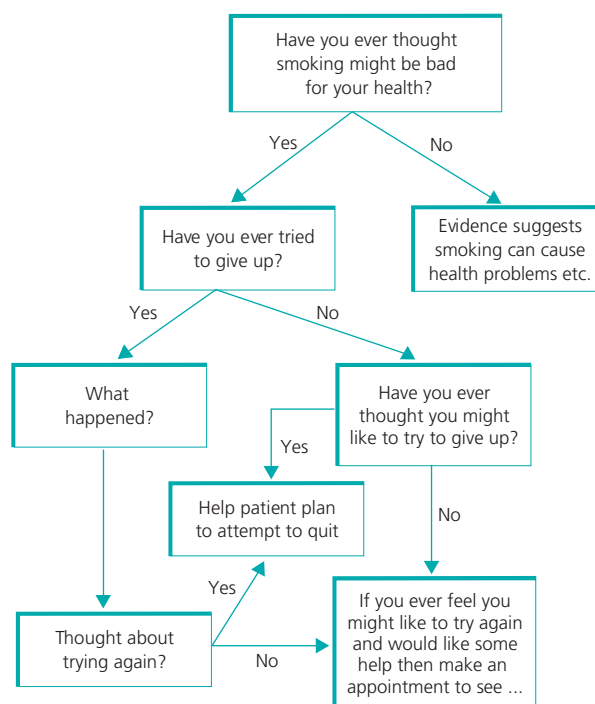 Have you ever thought
smoking might be bad
for your health?
Yes
No
Have you ever tried
to give up?
Evidence suggests
smoking can cause
health problems etc.
Yes
No
What
happened?
Have you ever
thought you might
like to try to give up?
Yes
Help patient plan
to attempt to quit
No
Yes
Thought about
trying again?
No
If you ever feel you
might like to try again
and would like some
help then make an
appointment to see ...